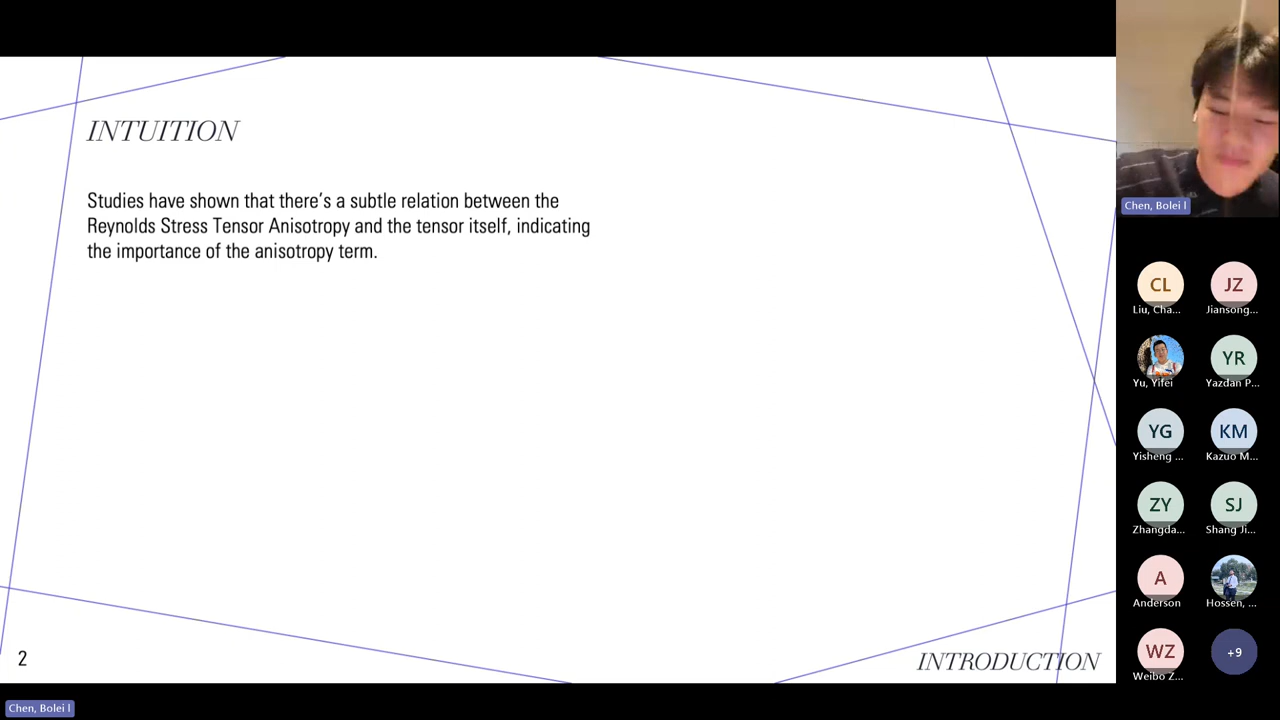 INTUITION
Studies have shown that there's a subtle relation between the
Reynolds Stress Tensor Anisotropy and the tensor itself, indicating
the importance of the anisotropy term.
2
INTRODUCTION
Chen, Bolei l
Chen, Bolei l
CL
Liu, Cha...
JZ
Jiansong...
Yu, Yifei
YR
Yazdan P...
YG
Yisheng ...
KM
Kazuo M...
ZY
Zhangda...
SJ
Shang Ji...
A
Anderson
Hossen, ...
WZ
Weibo Z...
+9